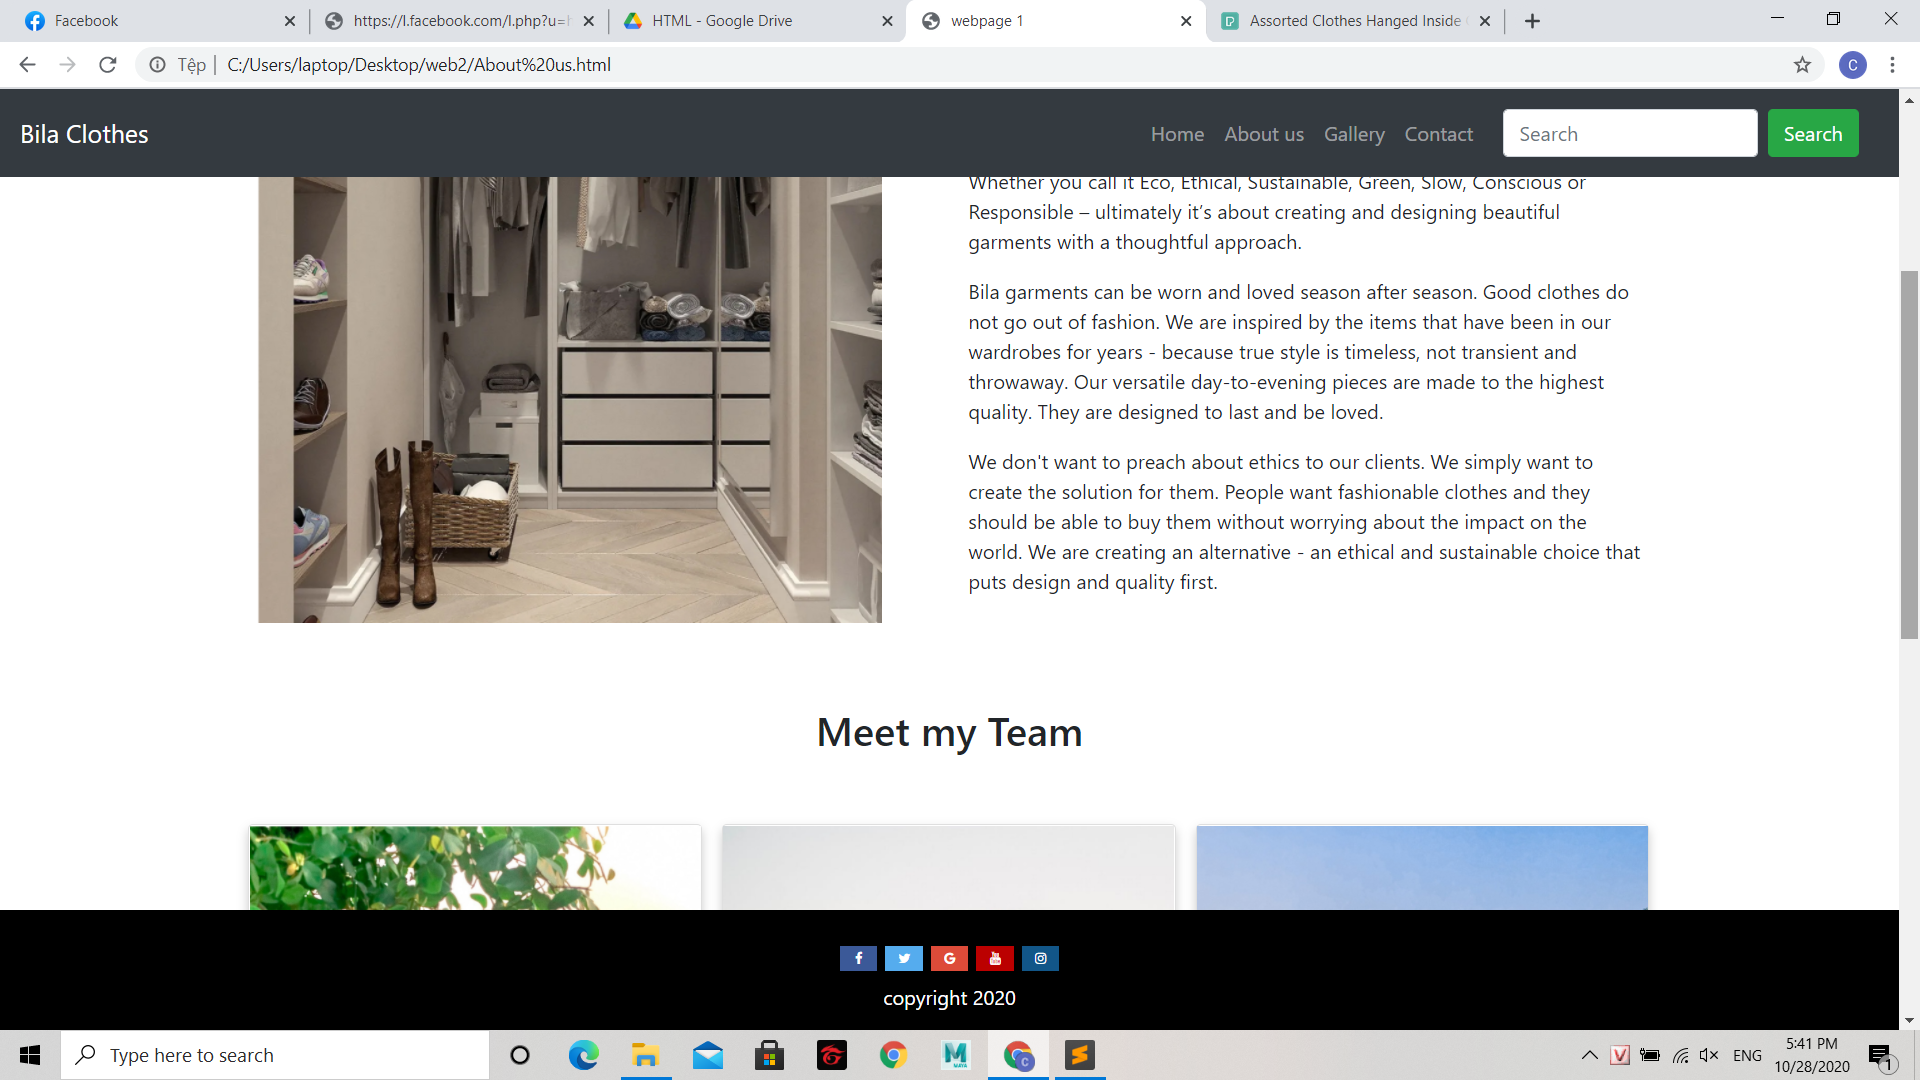 Facebook
https://l.facebook.com/l.php?u=
HTML - Google Drive
webpage 1
Assorted Clothes Hanged Inside
Tệp
C:/Users/laptop/Desktop/web2/About%20us.html
C
Bila Clothes
Home
About us
Gallery
Contact
Search
Search
Whether you call it Eco, Ethical, Sustainable, Green, Slow, Conscious or
Responsible – ultimately it’s about creating and designing beautiful
garments with a thoughtful approach.
Bila garments can be worn and loved season after season. Good clothes do
not go out of fashion. We are inspired by the items that have been in our
wardrobes for years - because true style is timeless, not transient and
throwaway. Our versatile day-to-evening pieces are made to the highest
quality. They are designed to last and be loved.
We don't want to preach about ethics to our clients. We simply want to
create the solution for them. People want fashionable clothes and they
should be able to buy them without worrying about the impact on the
world. We are creating an alternative - an ethical and sustainable choice that
puts design and quality first.
Meet my Team
copyright 2020
Type here to search
ENG
5:41 PM
10/28/2020
1